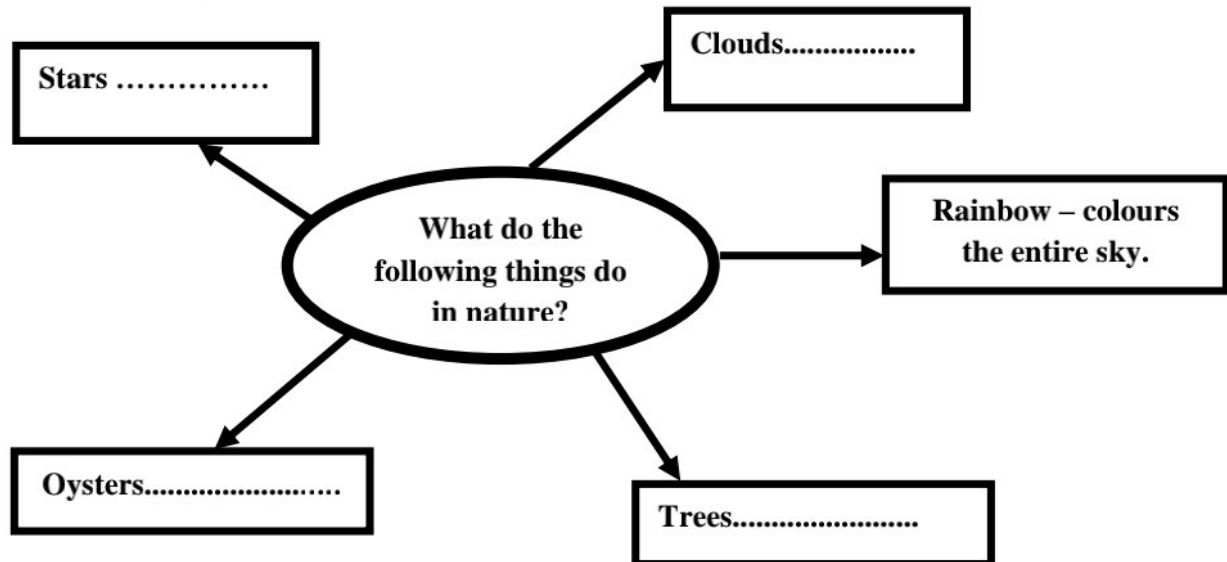 Clouds.................
Stars ……………
Rainbow – colours
the entire sky.
What do the
following things do
in nature?
Oysters.........................
Trees........................